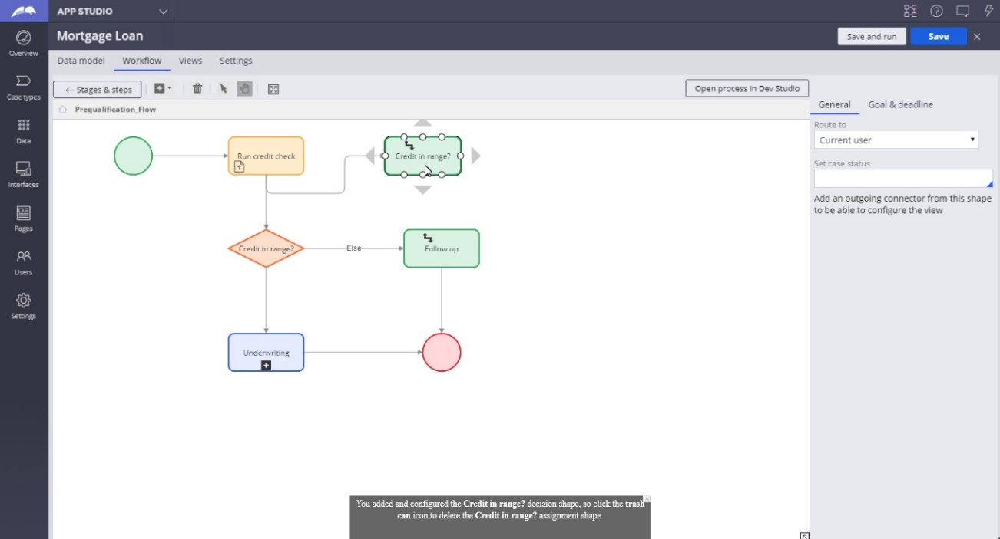 APP STUDIO
Mortgage Loan
Save and run
Save
Overview
Case types
Data
Interfaces
Pages
Users
Settings
Data model
Workflow
Views
Settings
← Stages & steps
Open process in Dev Studio
Prequalification_Flow
Run credit check
Credit in range?
Credit in range?
Else
Follow up
Underwriting
General
Goal & deadline
Route to
Current user
Set case status
Add an outgoing connector from this shape
to be able to configure the view
You added and configured the Credit in range? decision shape, so click the trash
can icon to delete the Credit in range? assignment shape.